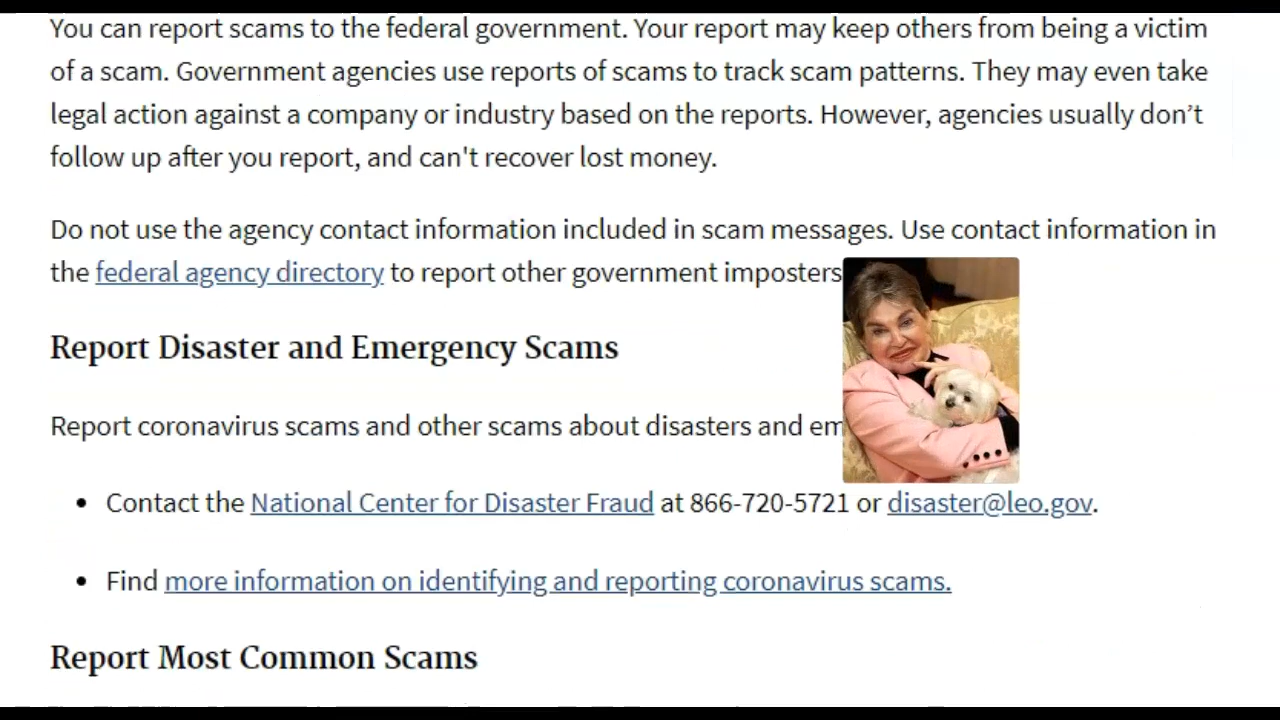 You can report scams to the federal government. Your report may keep others from being a victim
of a scam. Government agencies use reports of scams to track scam patterns. They may even take
legal action against a company or industry based on the reports. However, agencies usually don’t
follow up after you report, and can't recover lost money.
Do not use the agency contact information included in scam messages. Use contact information in
the federal agency directory to report other government imposters
Report Disaster and Emergency Scams
Report coronavirus scams and other scams about disasters and em
Contact the National Center for Disaster Fraud at 866-720-5721 or disaster@leo.gov.
Find more information on identifying and reporting coronavirus scams.
Report Most Common Scams